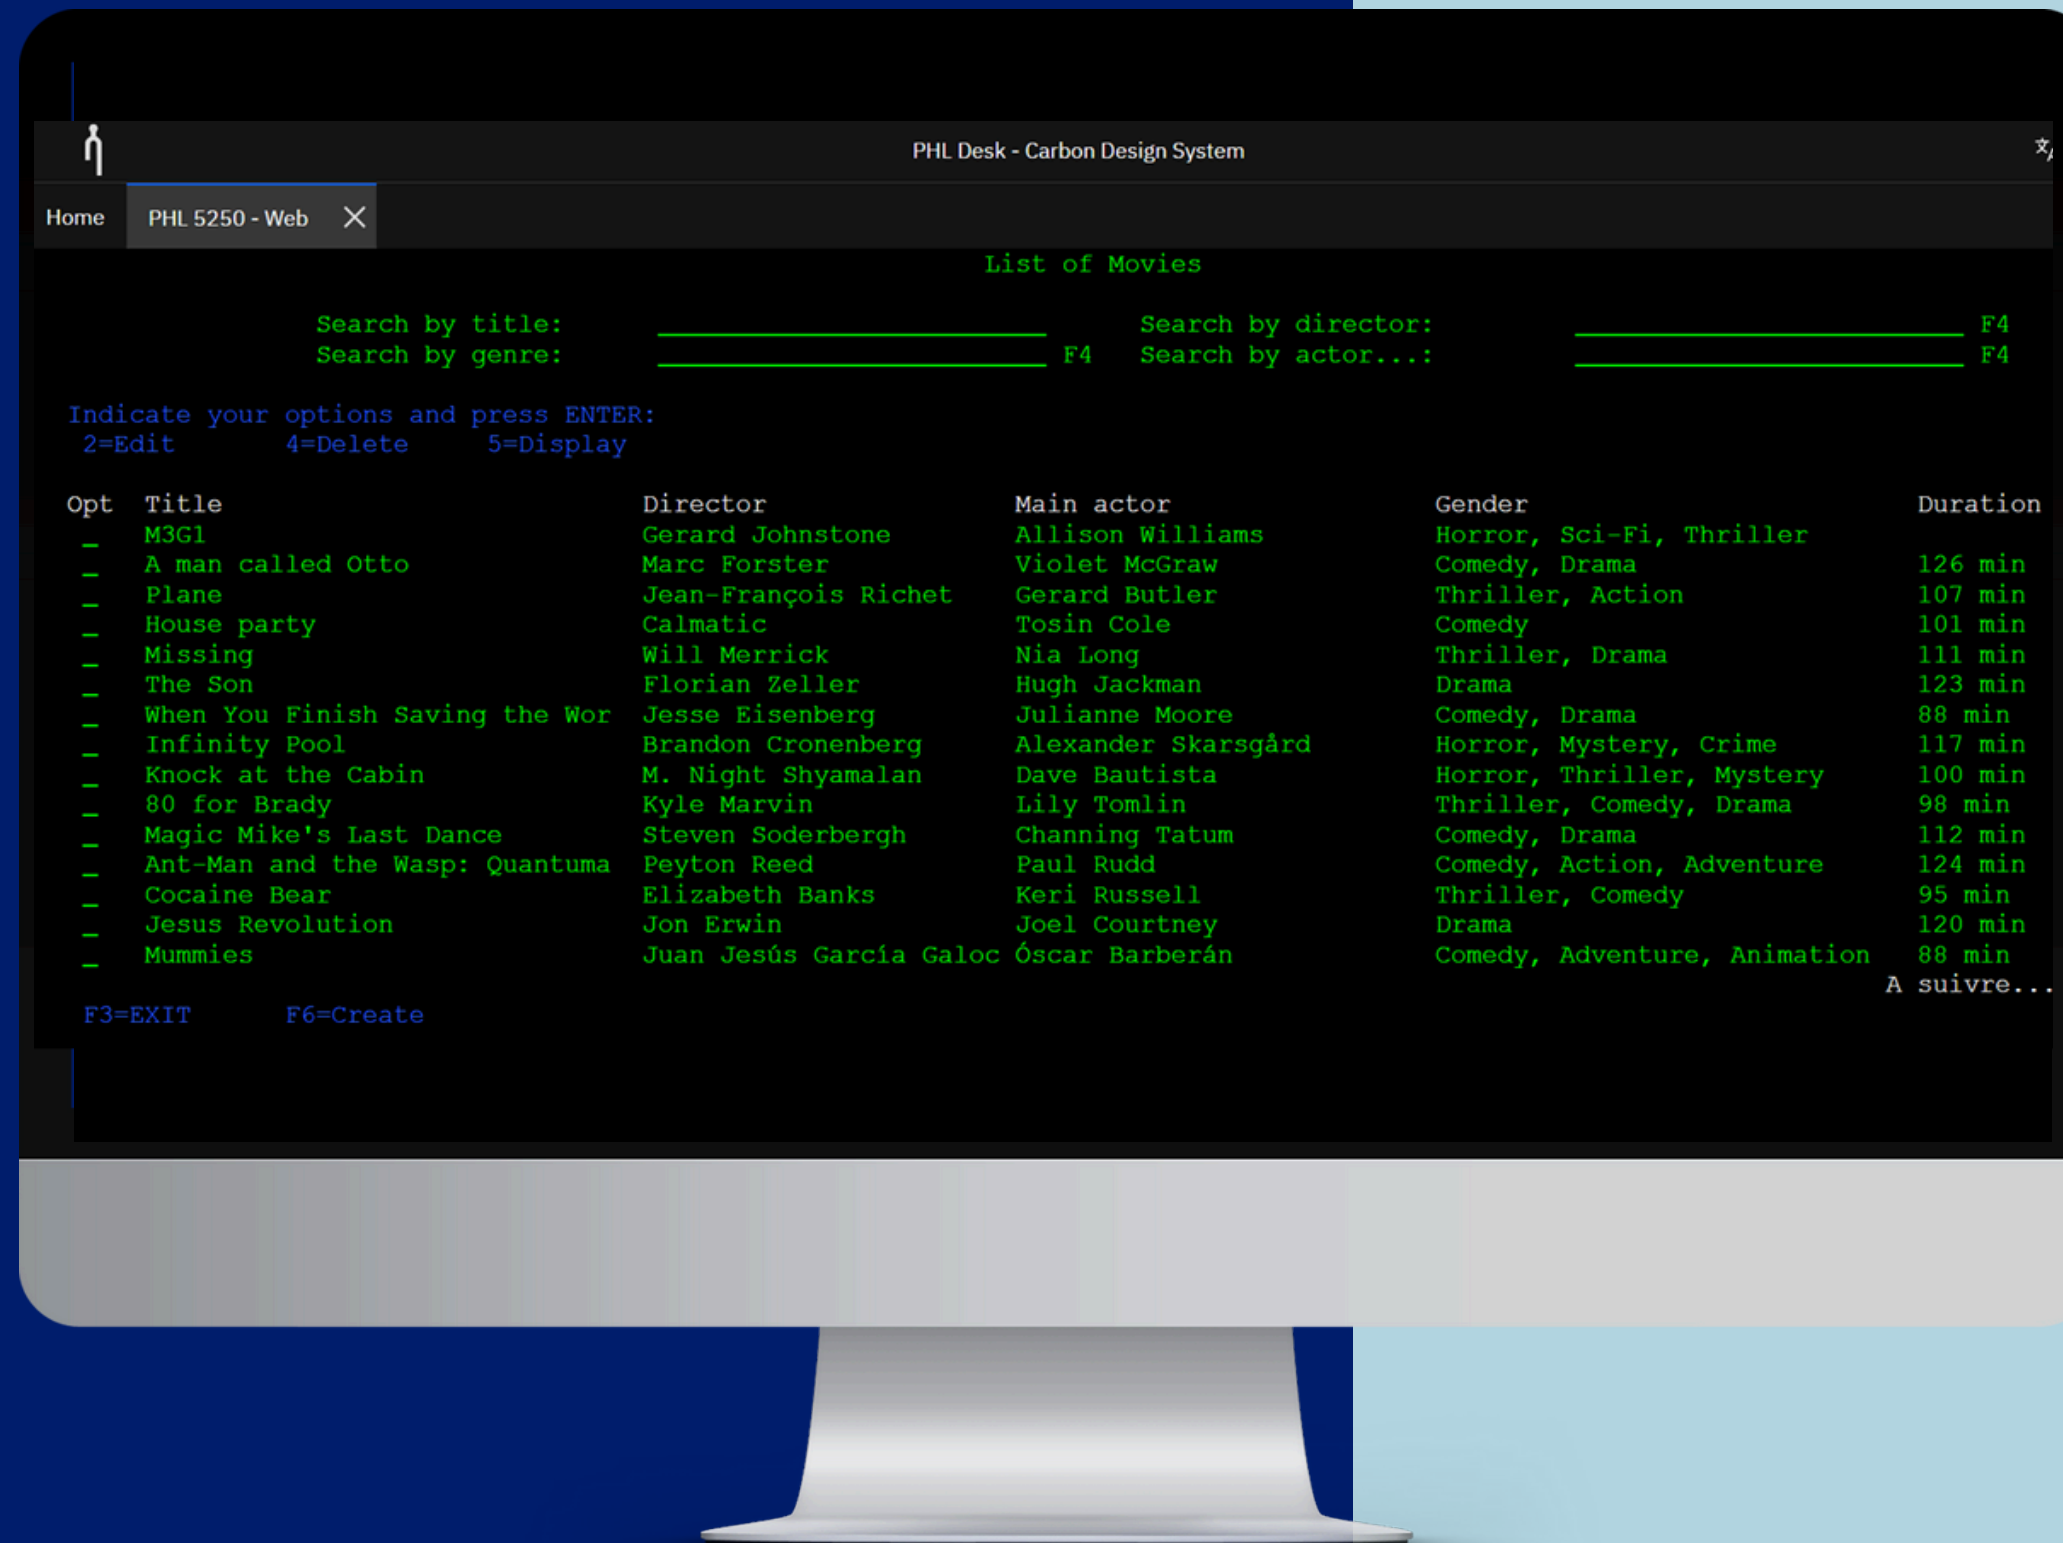 PHL Desk - Carbon Design System
Home PHL 5250 - Web
List of Movies
Search by title: Search by director: F4
Search by genre: F4 Search by actor...: F4
Indicate your options and press ENTER:
2=Edit 4=Delete 5=Display
Opt Title Director Main actor Gender Duration
M3Gl Gerard Johnstone Allison Williams Horror, Sci-Fi, Thriller
A man called Otto Marc Forster Violet McGraw Comedy, Drama 126 min
Plane Jean-François Richet Gerard Butler Thriller, Action 107 min
House party Calmatic Tosin Cole Comedy 101 min
Missing Will Merrick Nia Long Thriller, Drama 111 min
The Son Florian Zeller Hugh Jackman Drama 123 min
When You Finish Saving the Wor Jesse Eisenberg Julianne Moore Comedy, Drama 88 min
Infinity Pool Brandon Cronenberg Alexander Skarsgård Horror, Mystery, Crime 117 min
Knock at the Cabin M. Night Shyamalan Dave Bautista Horror, Thriller, Mystery 100 min
80 for Brady Kyle Marvin Lily Tomlin Thriller, Comedy, Drama 98 min
Magic Mike's Last Dance Steven Soderbergh Channing Tatum Comedy, Drama 112 min
Ant-Man and the Wasp: Quantuma Peyton Reed Paul Rudd Comedy, Action, Adventure 124 min
Cocaine Bear Elizabeth Banks Keri Russell Thriller, Comedy 95 min
Jesus Revolution Jon Erwin Joel Courtney Drama 120 min
Mummies Juan Jesús García Galoc Óscar Barberán Comedy, Adventure, Animation 88 min
A suivre...
F3=EXIT F6=Create